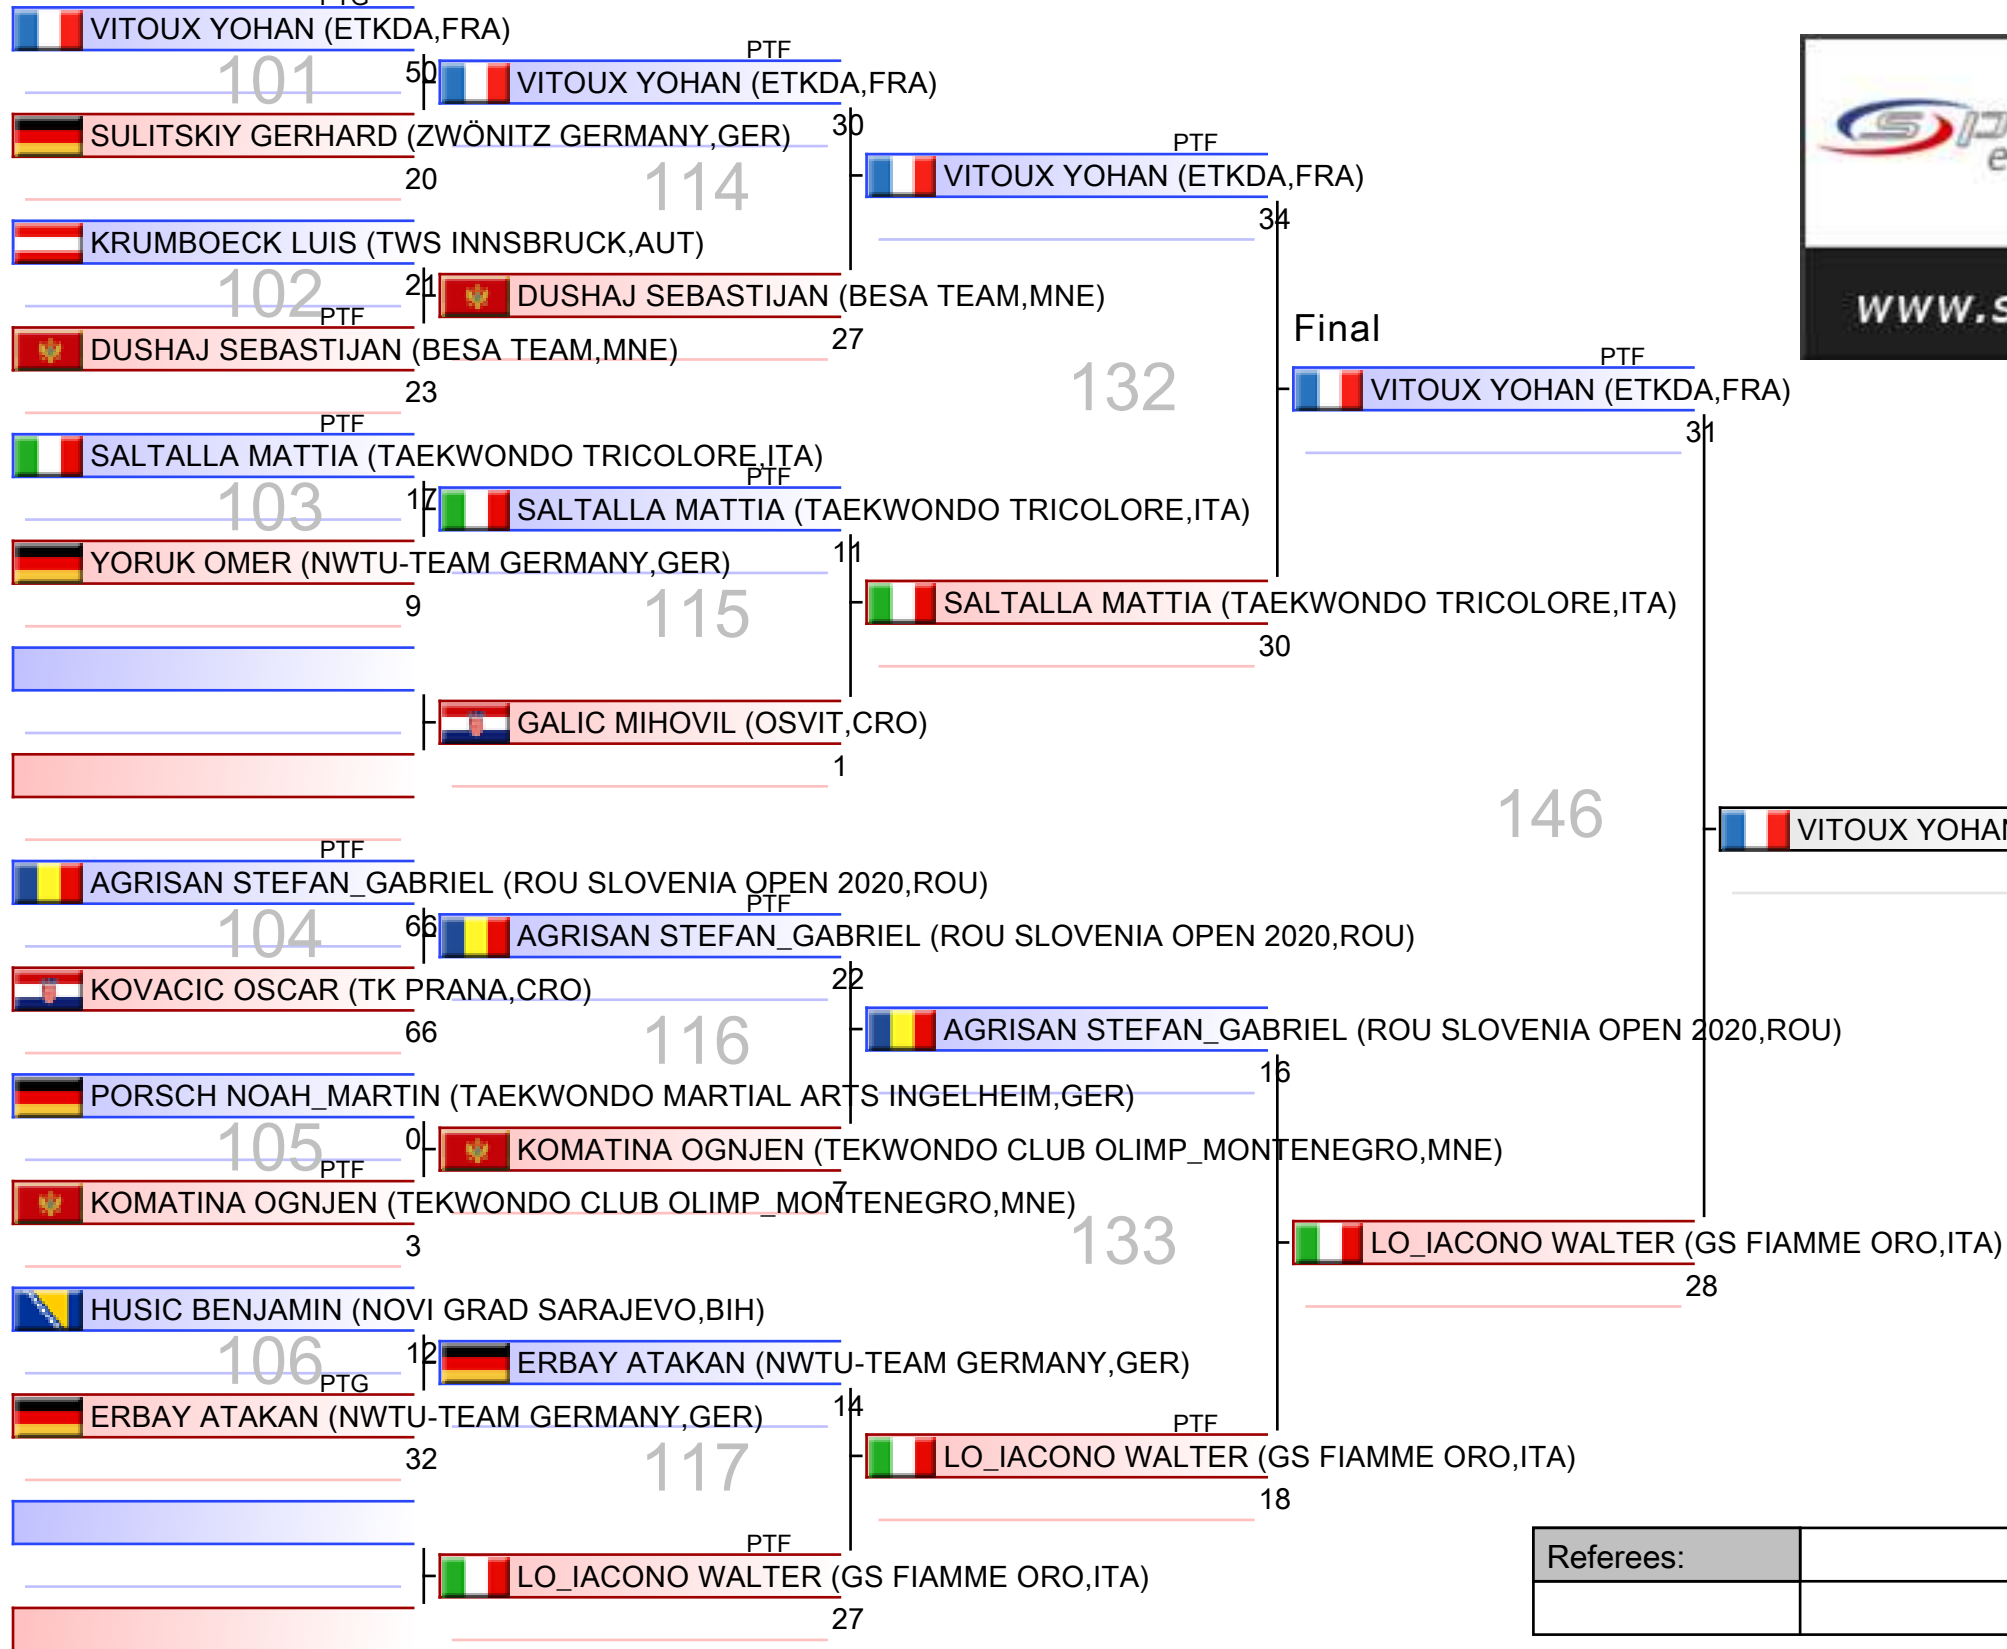 VITOUX YOHAN (ETKDA,FRA)
101
50
SULITSKIY GERHARD (ZWÖNITZ GERMANY,GER)
20
KRUMBOECK LUIS (TWS INNSBRUCK,AUT)
102
21
PTF
DUSHAJ SEBASTIJAN (BESA TEAM,MNE)
23
PTF
SALTALLA MATTIA (TAEKWONDO TRICOLORE,ITA)
103
17
YORUK OMER (NWTU-TEAM GERMANY,GER)
9
PTF
AGRISAN STEFAN_GABRIEL (ROU SLOVENIA OPEN 2020,ROU)
104
66
KOVACIC OSCAR (TK PRANA,CRO)
66
PORSCH NOAH_MARTIN (TAEKWONDO MARTIAL ARTS INGELHEIM,GER)
105
0
PTF
KOMATINA OGNJEN (TEKWONDO CLUB OLIMP_MONTENEGRO,MNE)
3
HUSIC BENJAMIN (NOVI GRAD SARAJEVO,BIH)
106
12
PTG
ERBAY ATAKAN (NWTU-TEAM GERMANY,GER)
32
PTF
VITOUX YOHAN (ETKDA,FRA)
30
114
DUSHAJ SEBASTIJAN (BESA TEAM,MNE)
27
PTF
SALTALLA MATTIA (TAEKWONDO TRICOLORE,ITA)
11
115
GALIC MIHOVIL (OSVIT,CRO)
1
PTF
AGRISAN STEFAN_GABRIEL (ROU SLOVENIA OPEN 2020,ROU)
22
116
KOMATINA OGNJEN (TEKWONDO CLUB OLIMP_MONTENEGRO,MNE)
7
ERBAY ATAKAN (NWTU-TEAM GERMANY,GER)
14
117
PTF
LO_IACONO WALTER (GS FIAMME ORO,ITA)
27
PTF
VITOUX YOHAN (ETKDA,FRA)
34
132
SALTALLA MATTIA (TAEKWONDO TRICOLORE,ITA)
30
AGRISAN STEFAN_GABRIEL (ROU SLOVENIA OPEN 2020,ROU)
16
133
PTF
LO_IACONO WALTER (GS FIAMME ORO,ITA)
18
Final
PTF
VITOUX YOHAN (ETKDA,FRA)
31
146
LO_IACONO WALTER (GS FIAMME ORO,ITA)
28
VITOUX YOHAN
www.s
Referees: